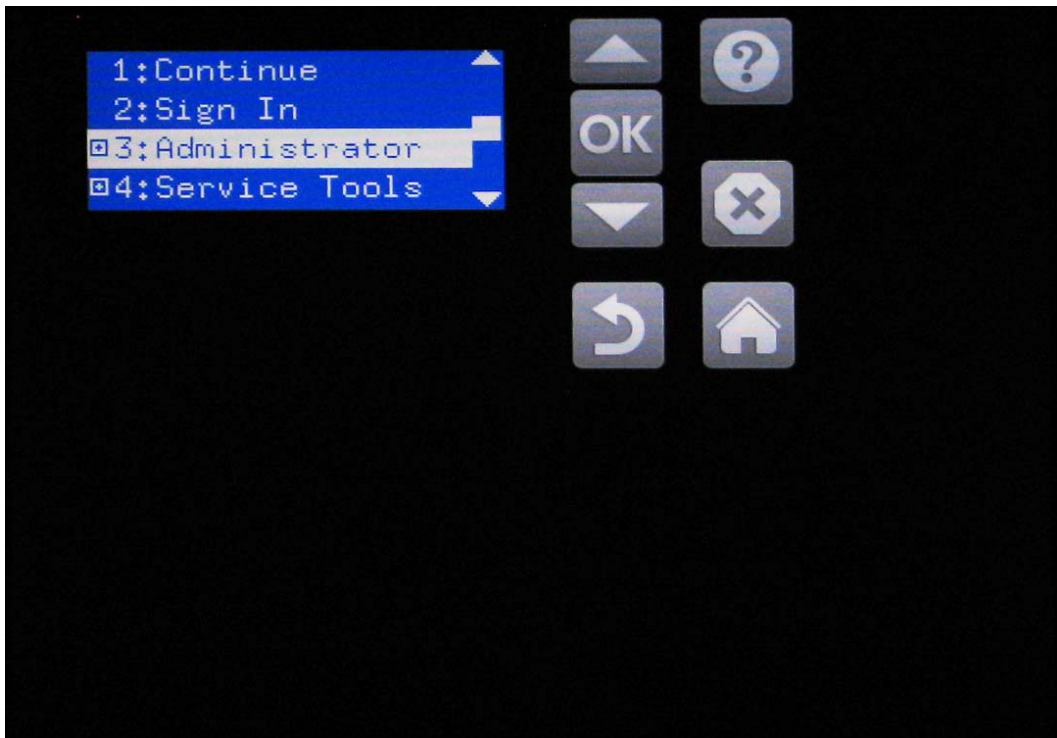 1:Continue
2:Sign In
+3:Administrator
+4:Service Tools
OK
?